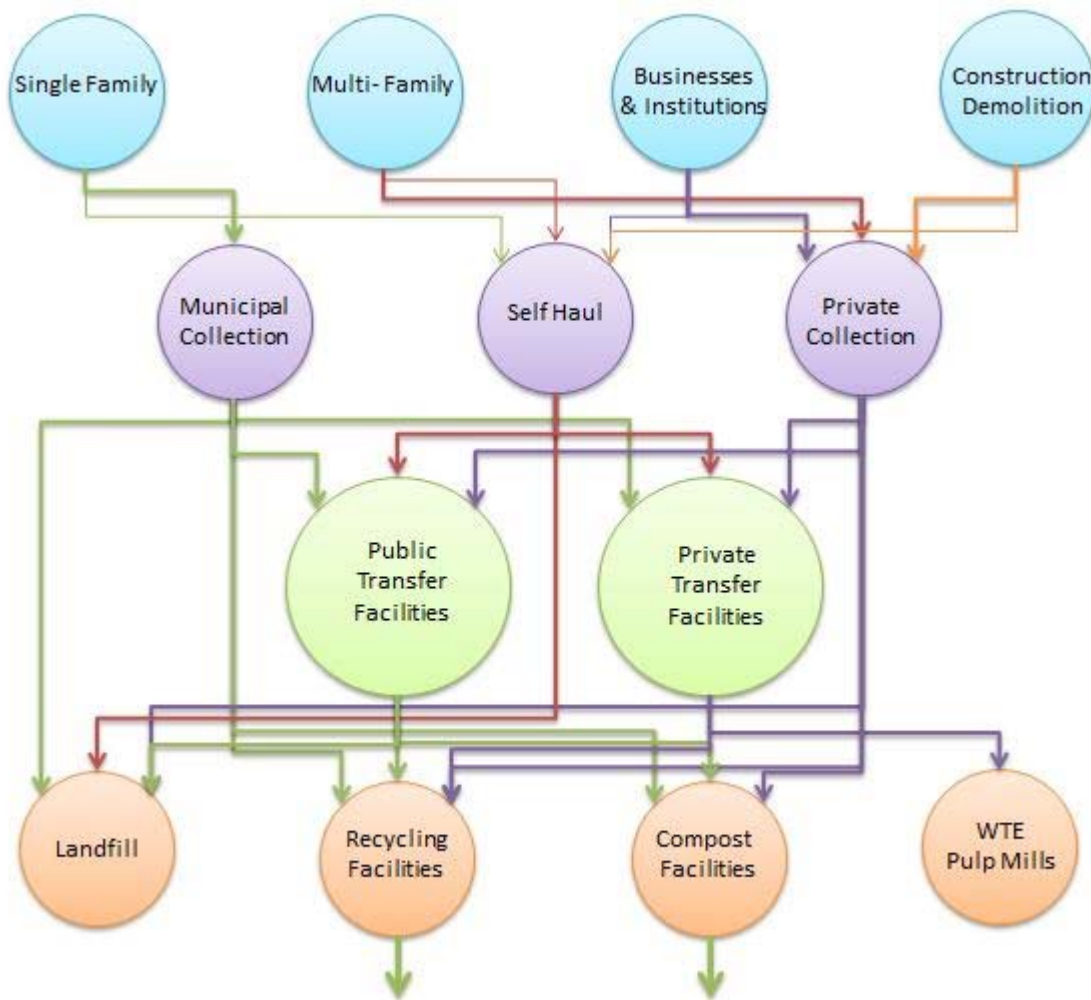 Single Family
Multi- Family
Businesses
& Institutions
Construction
Demolition
Municipal
Collection
Self Haul
Private
Collection
Public
Transfer
Facilities
Private
Transfer
Facilities
Landfill
Recycling
Facilities
Compost
Facilities
WTE
Pulp Mills